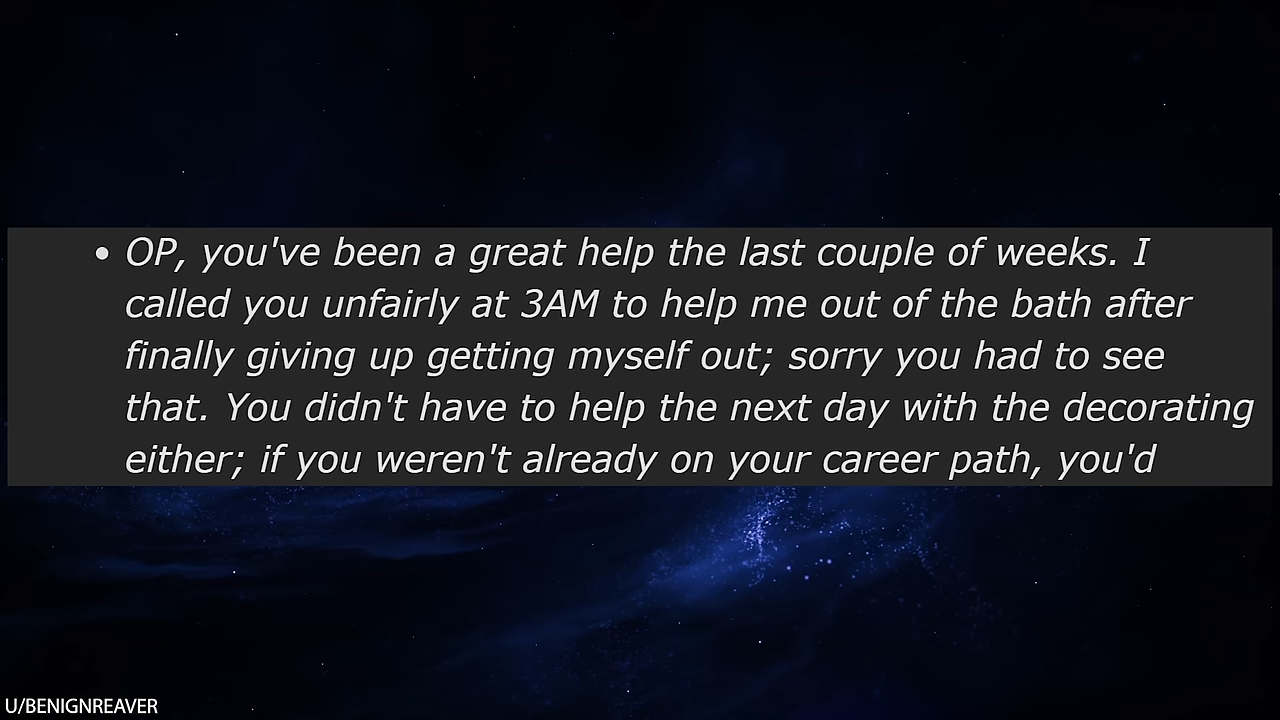 • OP, you've been a great help the last couple of weeks. I
called you unfairly at 3AM to help me out of the bath after
finally giving up getting myself out; sorry you had to see
that. You didn't have to help the next day with the decorating
either; if you weren't already on your career path, you'd
U/BENIGNREAVER